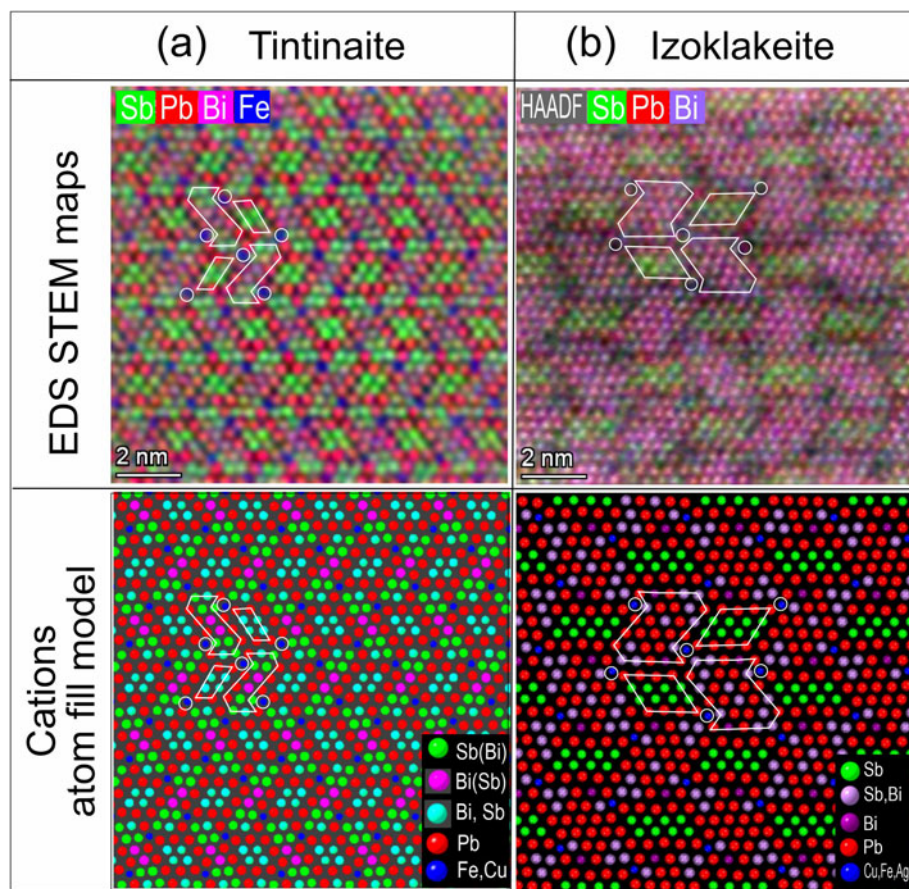 (a) Tintinaite
(b) Izoklakeite
EDS STEM maps
Sb Pb Bi Fe
2 nm
HAADF Sb Pb Bi
2 nm
Cations
atom fill model
Sb(Bi)
Bi(Sb)
Bi, Sb
Pb
Fe,Cu
Sb
Sb,Bi
Bi
Pb
Cu,Fe,Ag